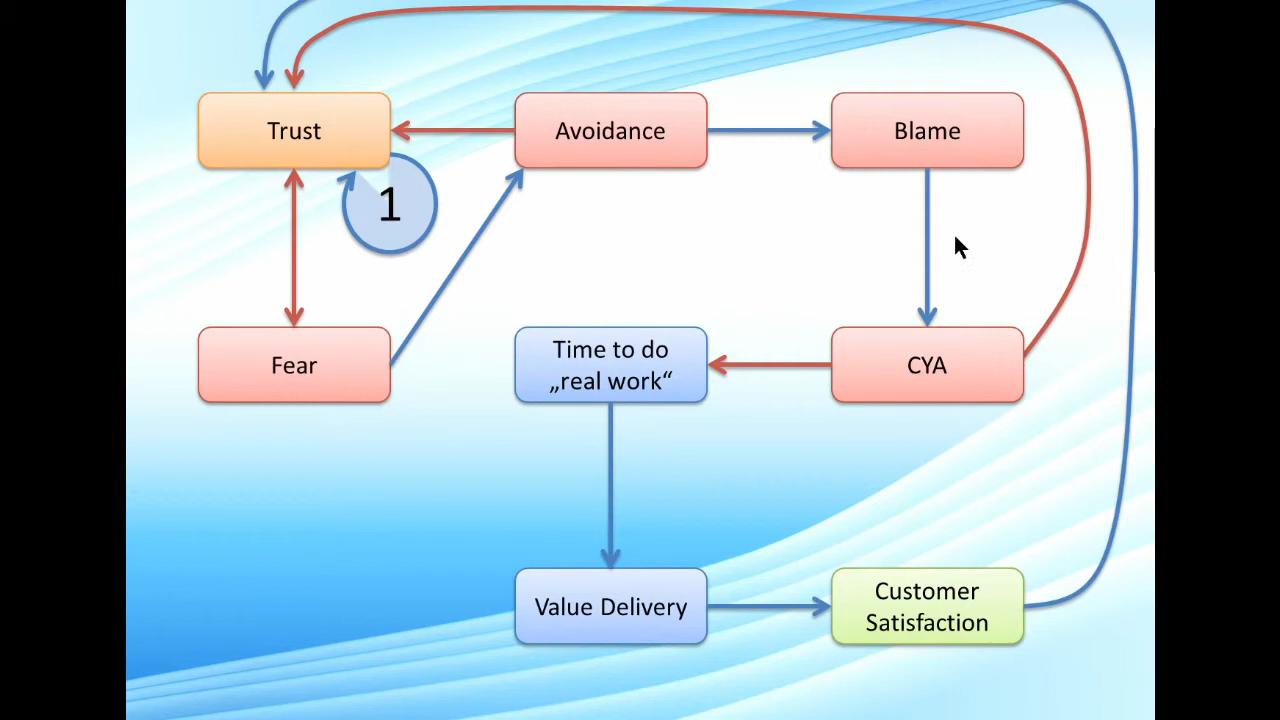 Trust
Avoidance
Blame
1
Fear
Time to do
„real work“
CYA
Value Delivery
Customer
Satisfaction